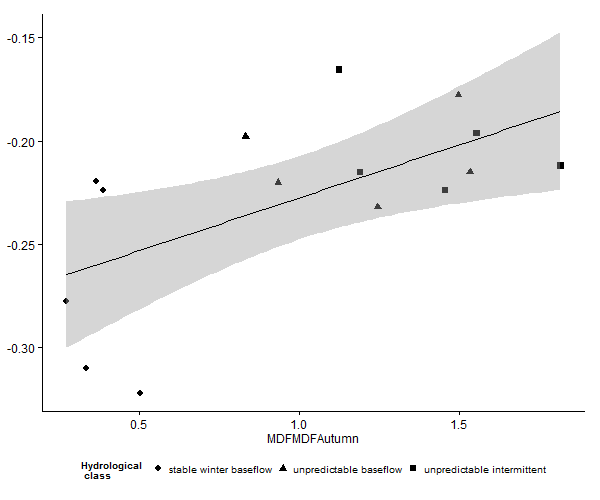 -0.15
-0.20
-0.25
-0.30
0.5 1.0 1.5
MDFMDFAutumn
Hydrological
class
stable winter baseflow unpredictable baseflow unpredictable intermittent